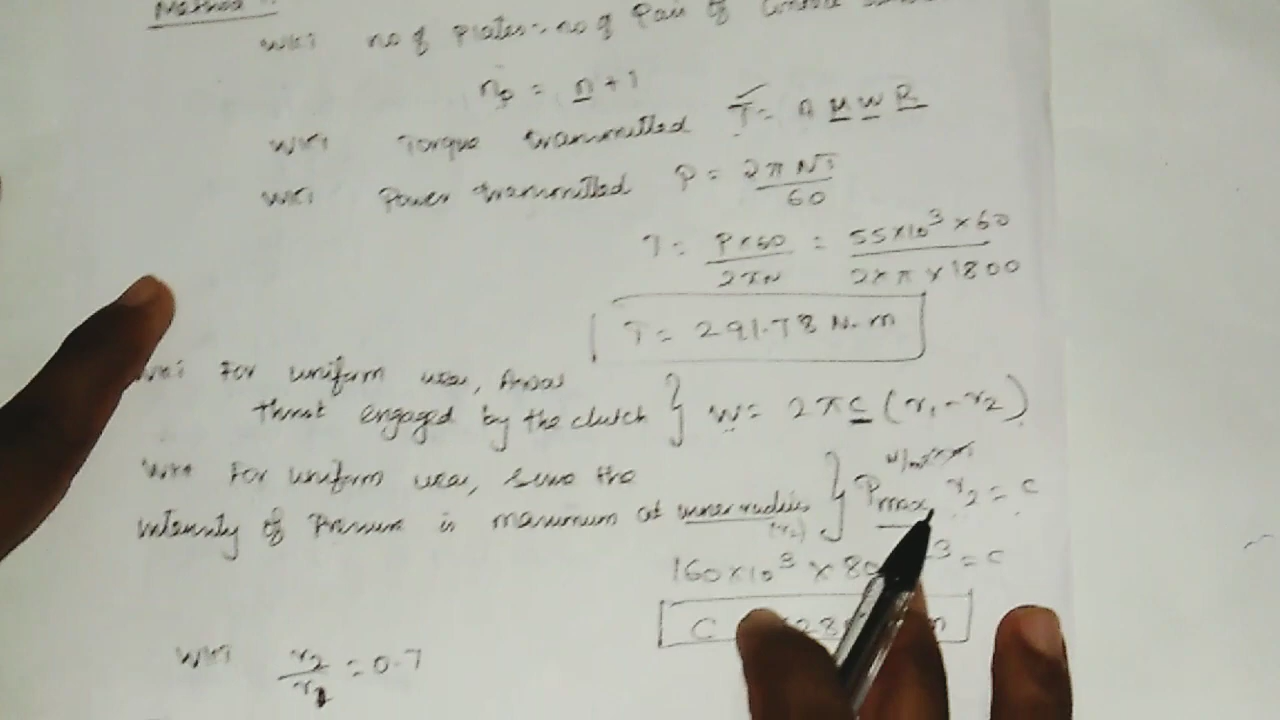 Method
WKT no of Plates = no of Pair of
np = n + 1
WKT Torque transmitted T = n μ W R
WKT Power transmitted P = 2πNT / 60
T = P×60 / 2πN = 55×10³×60 / 2×π×1800
T = 291.78 N-m
WKT For uniform wear, Axial
thrust engaged by the clutch } W = 2πC (r₁-r₂)
WKT For uniform wear, since the
intensity of Pressure is maximum at inner radius } Pmax r₂ = C
(r₂)
160×10³ × 80 = C
C
WKT r₂ / r₁ = 0.7